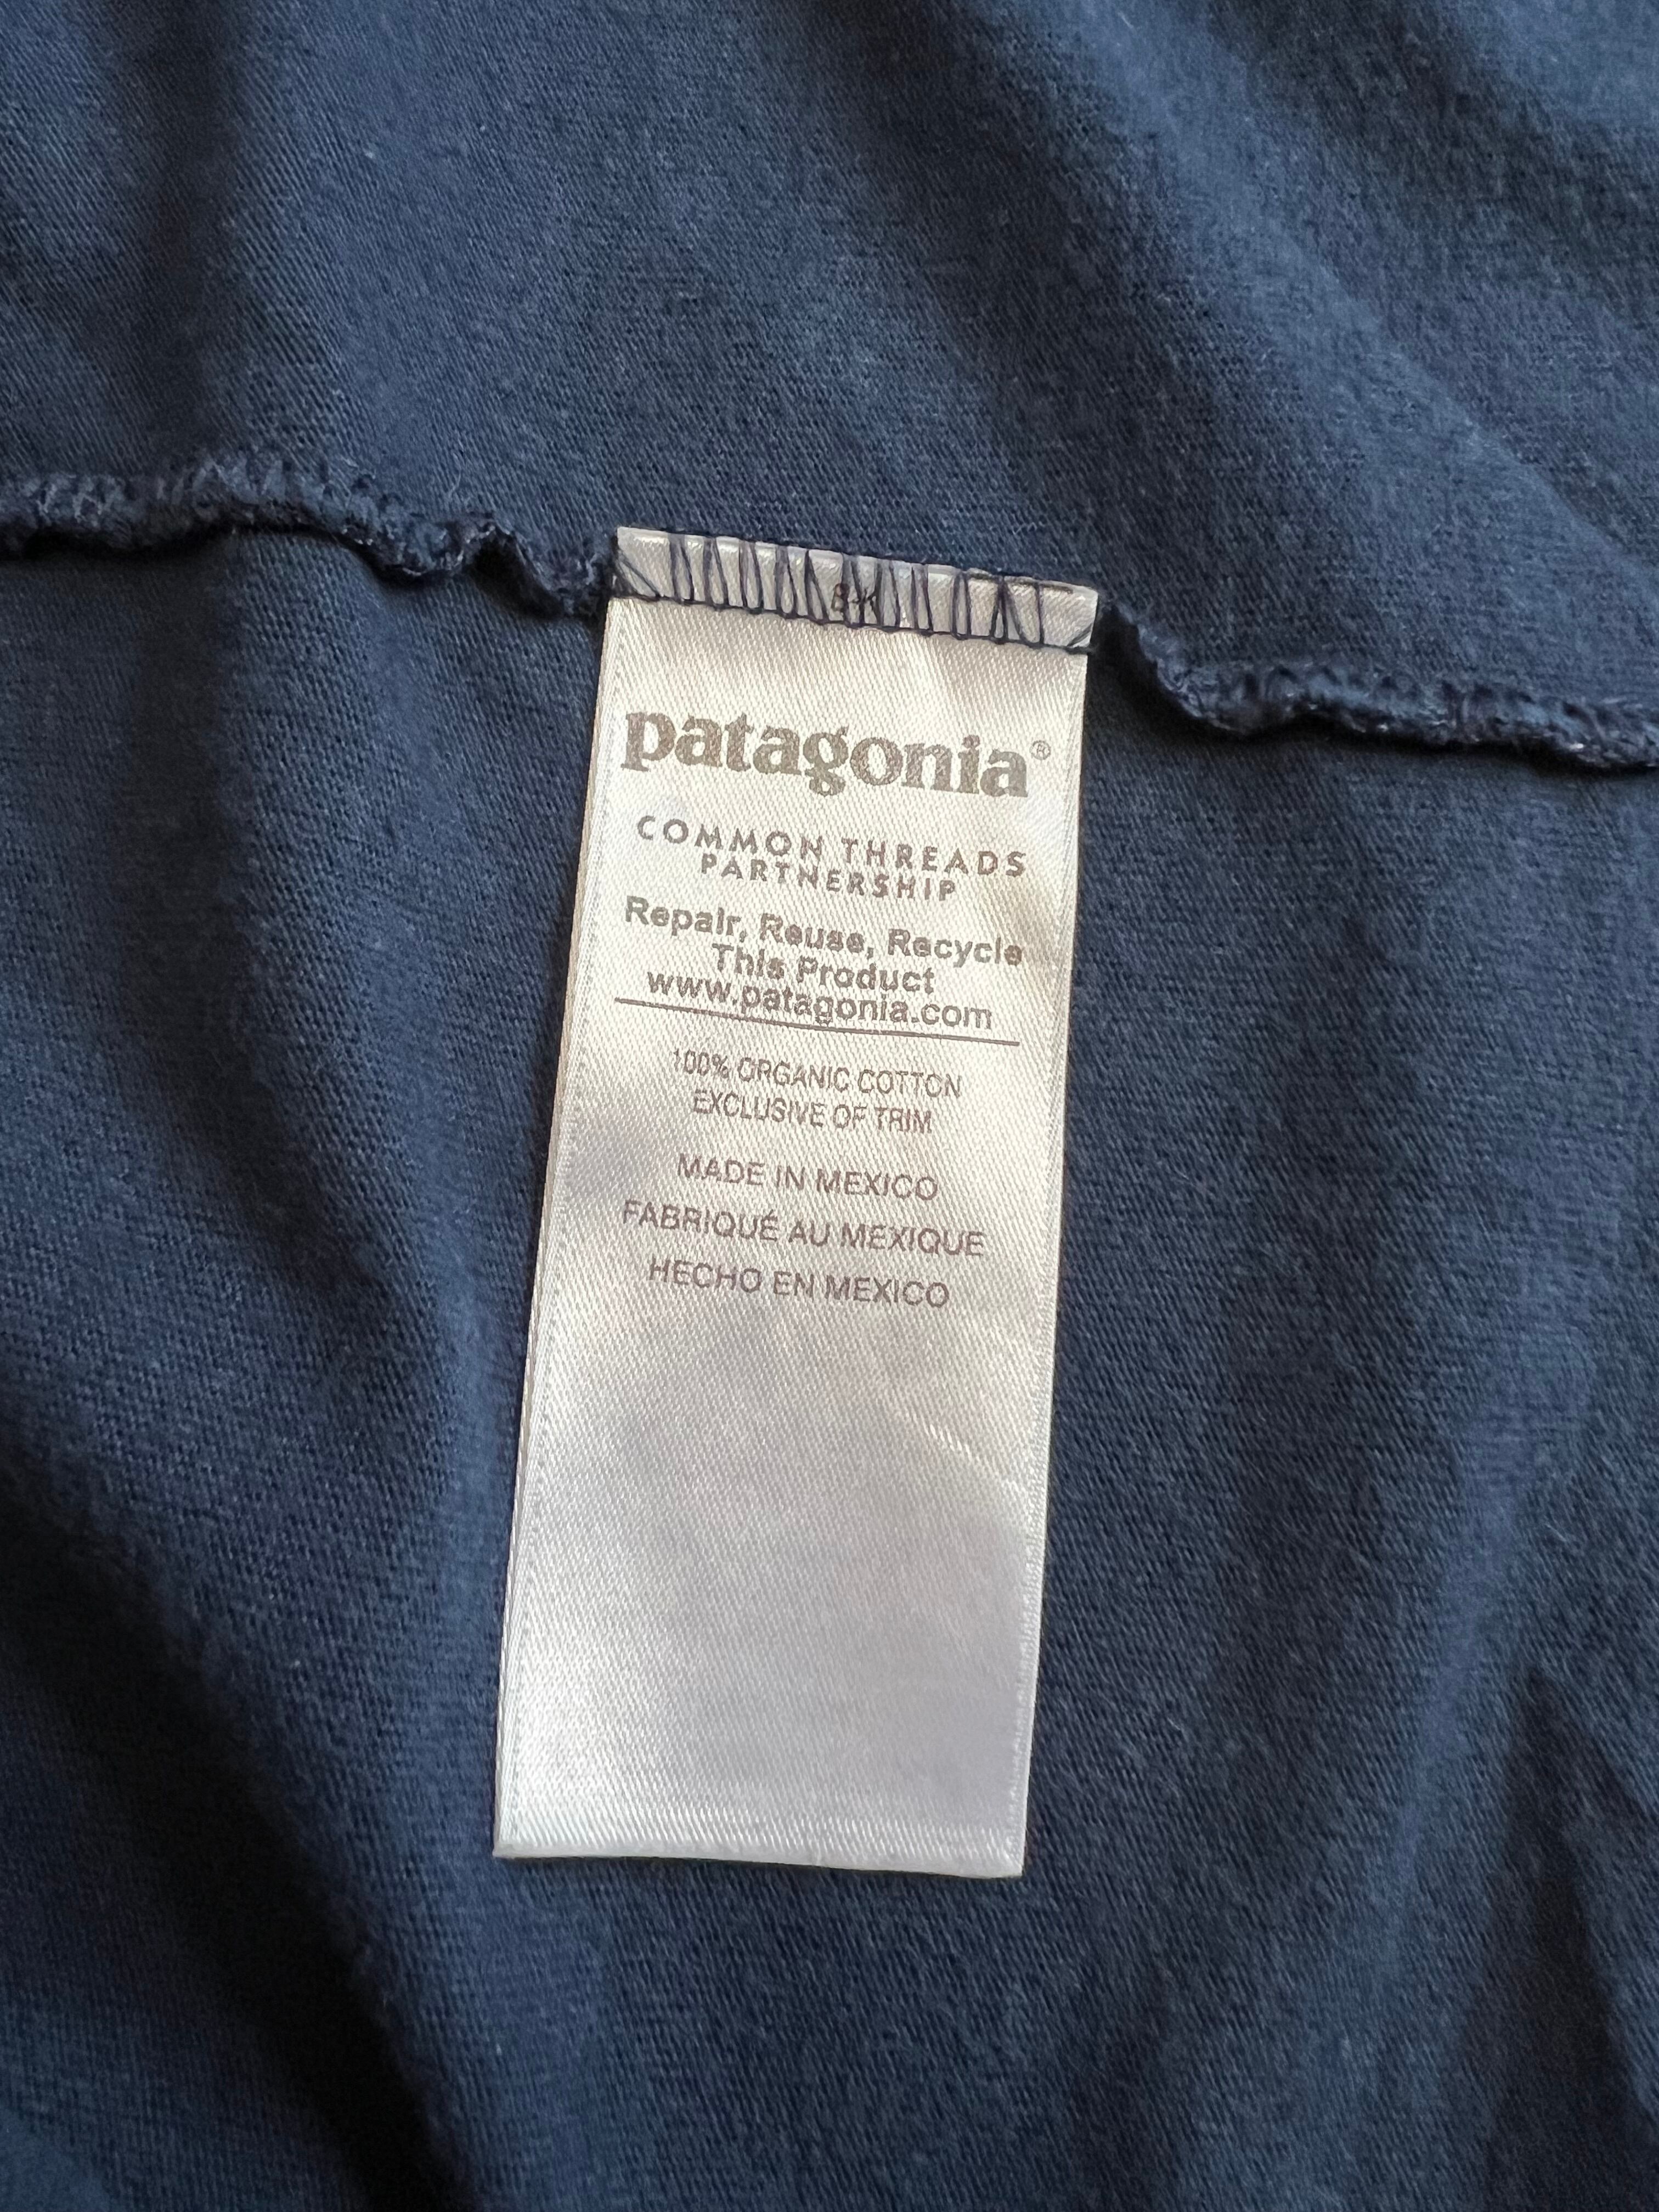 patagonia®
COMMON THREADS
PARTNERSHIP
Repair, Reuse, Recycle
This Product
www.patagonia.com
100% ORGANIC COTTON
EXCLUSIVE OF TRIM
MADE IN MEXICO
FABRIQUÉ AU MEXIQUE
HECHO EN MEXICO